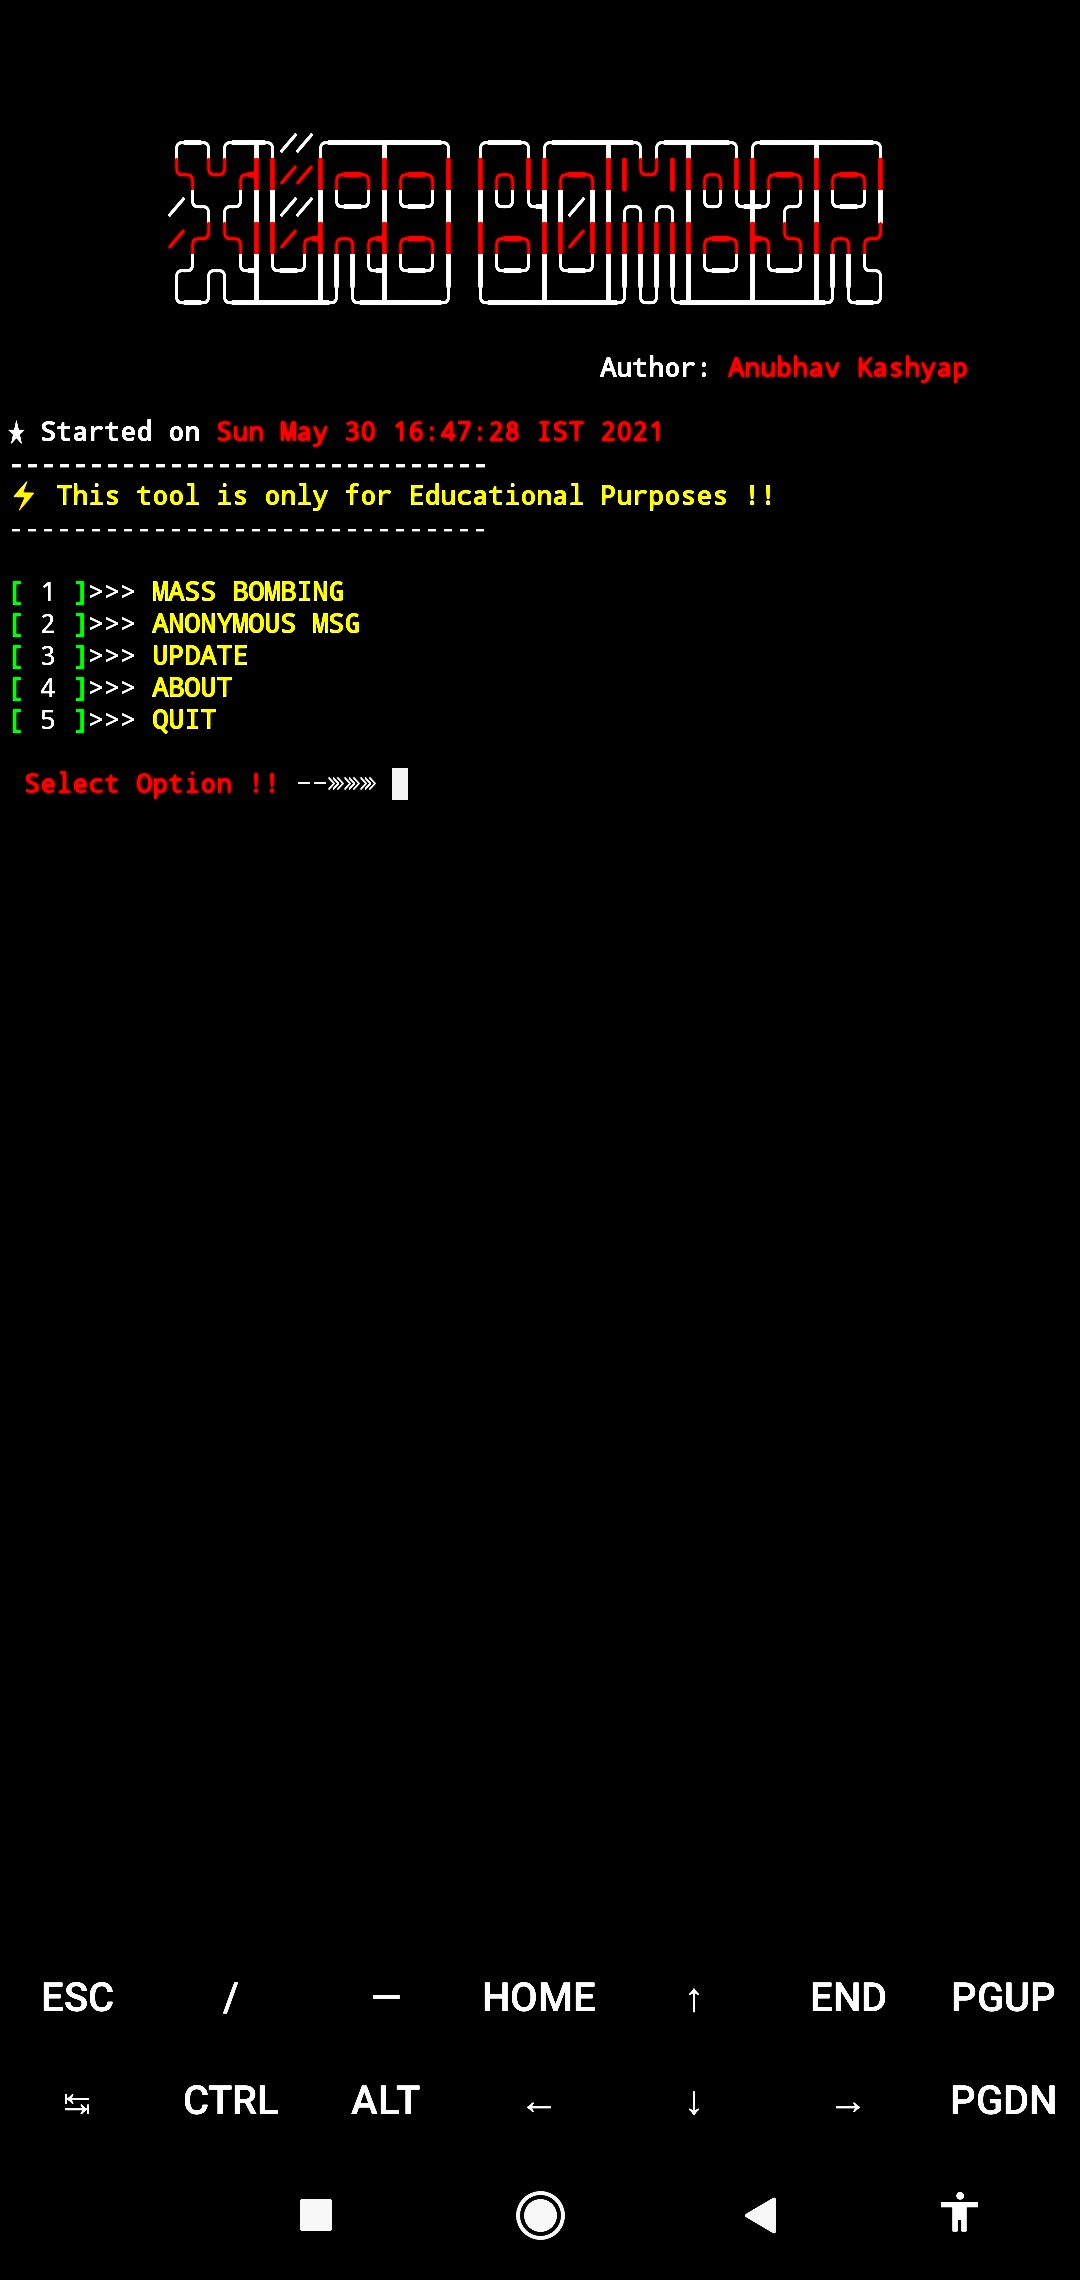 Author: Anubhav Kashyap
★ Started on Sun May 30 16:47:28 IST 2021
------------------------------
⚡ This tool is only for Educational Purposes !!
------------------------------
[ 1 ]>>> MASS BOMBING
[ 2 ]>>> ANONYMOUS MSG
[ 3 ]>>> UPDATE
[ 4 ]>>> ABOUT
[ 5 ]>>> QUIT
Select Option !! --»»»
ESC / — HOME ↑ END PGUP
↹ CTRL ALT ← ↓ → PGDN